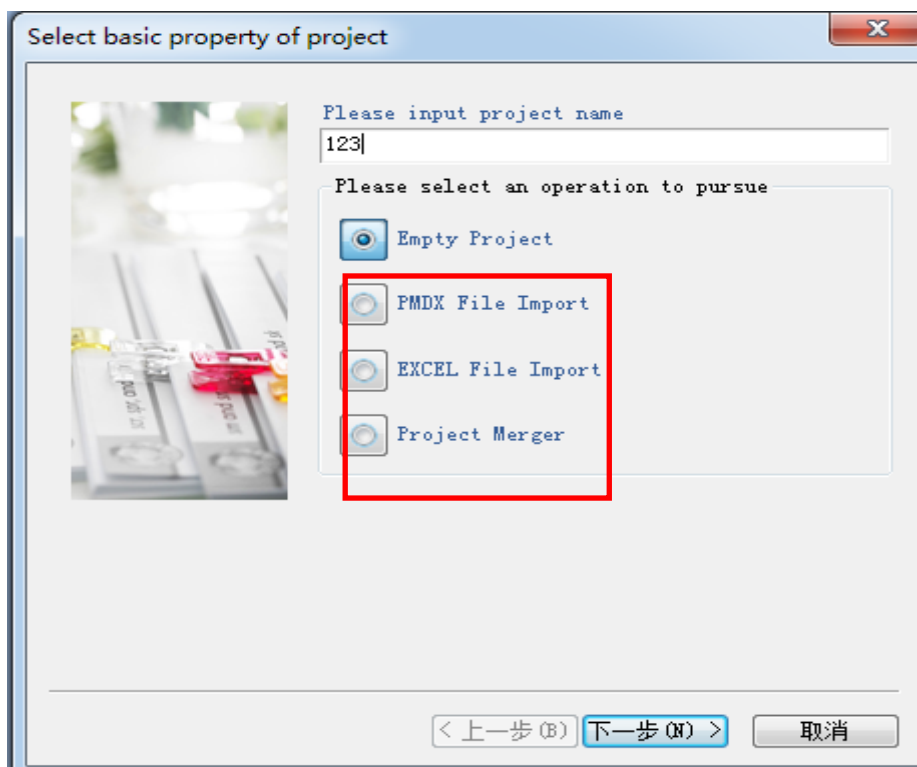 Select basic property of project
Please input project name
123
Please select an operation to pursue
Empty Project
PMDX File Import
EXCEL File Import
Project Merger
< 上一步(B)
下一步(N) >
取消